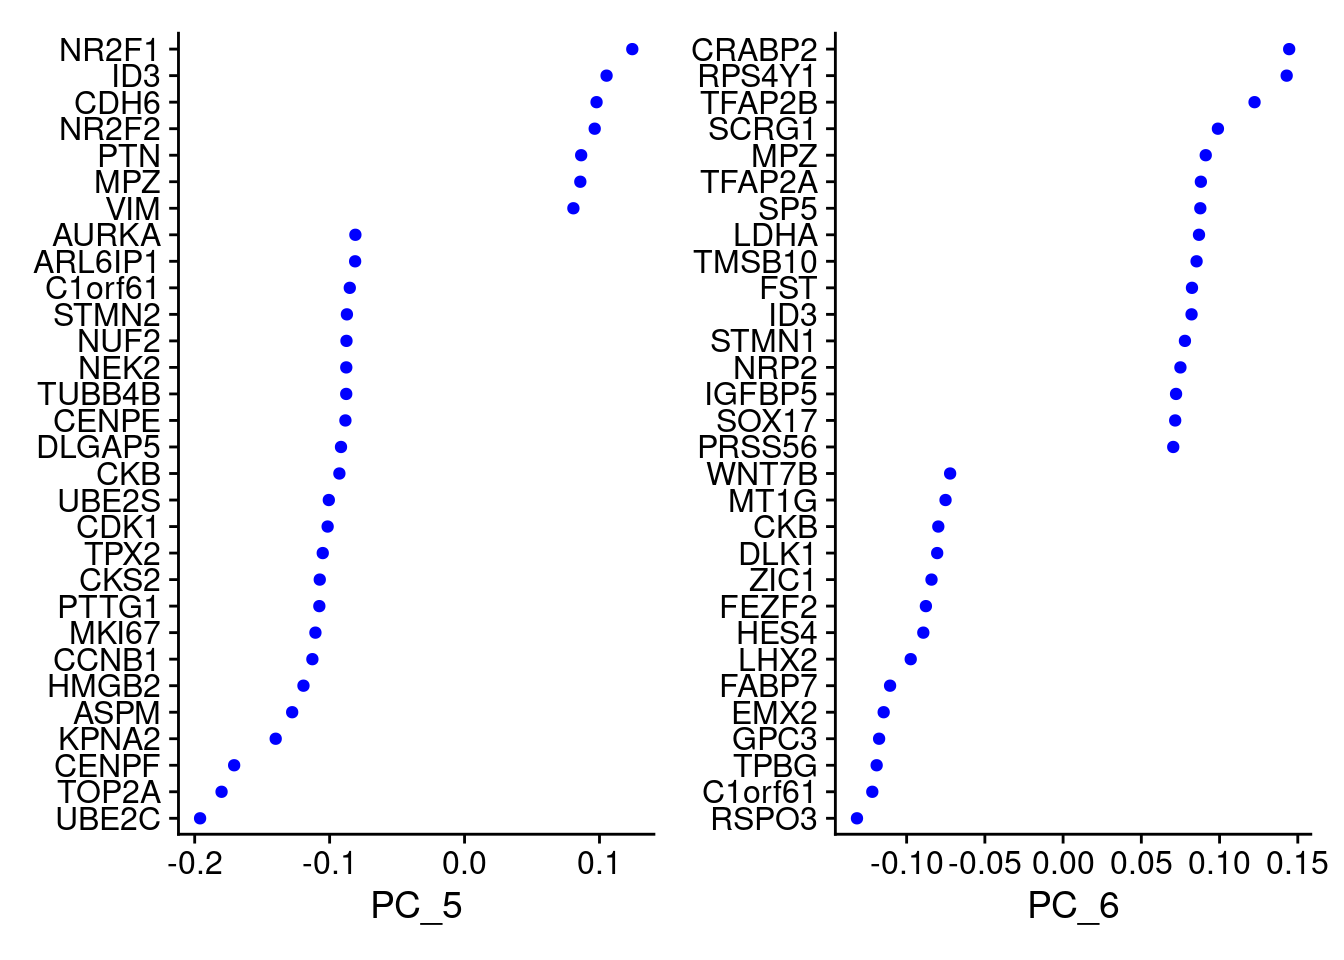 NR2F1
ID3
CDH6
NR2F2
PTN
MPZ
VIM
AURKA
ARL6IP1
C1orf61
STMN2
NUF2
NEK2
TUBB4B
CENPE
DLGAP5
CKB
UBE2S
CDK1
TPX2
CKS2
PTTG1
MKI67
CCNB1
HMGB2
ASPM
KPNA2
CENPF
TOP2A
UBE2C
-0.2 -0.1 0.0 0.1
PC_5
CRABP2
RPS4Y1
TFAP2B
SCRG1
MPZ
TFAP2A
SP5
LDHA
TMSB10
FST
ID3
STMN1
NRP2
IGFBP5
SOX17
PRSS56
WNT7B
MT1G
CKB
DLK1
ZIC1
FEZF2
HES4
LHX2
FABP7
EMX2
GPC3
TPBG
C1orf61
RSPO3
-0.10 -0.05 0.00 0.05 0.10 0.15
PC_6